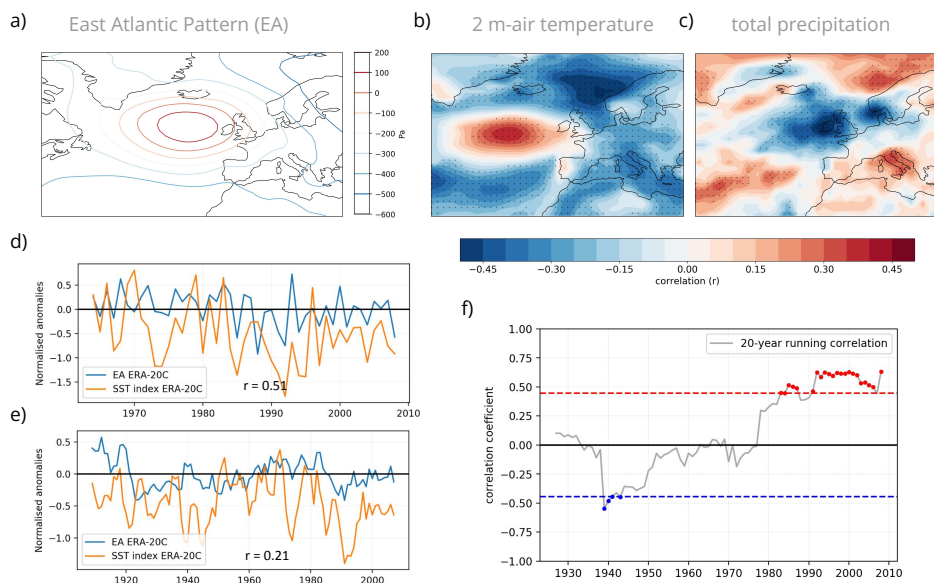 a) East Atlantic Pattern (EA) b) 2 m-air temperature c) total precipitation
200
100
0
−100
−200
−300
−400
−500
−600
Pa
−0.45 −0.30 −0.15 0.00 0.15 0.30 0.45
correlation (r)
d)
Normalised anomalies
0.5
0.0
−0.5
−1.0
−1.5
EA ERA-20C
SST index ERA-20C
r = 0.51
1970 1980 1990 2000 2010
e)
Normalised anomalies
0.5
0.0
−0.5
−1.0
EA ERA-20C
SST index ERA-20C
r = 0.21
1920 1940 1960 1980 2000
f)
correlation coefficient
1.00
0.75
0.50
0.25
0.00
−0.25
−0.50
−0.75
−1.00
20-year running correlation
1930 1940 1950 1960 1970 1980 1990 2000 2010